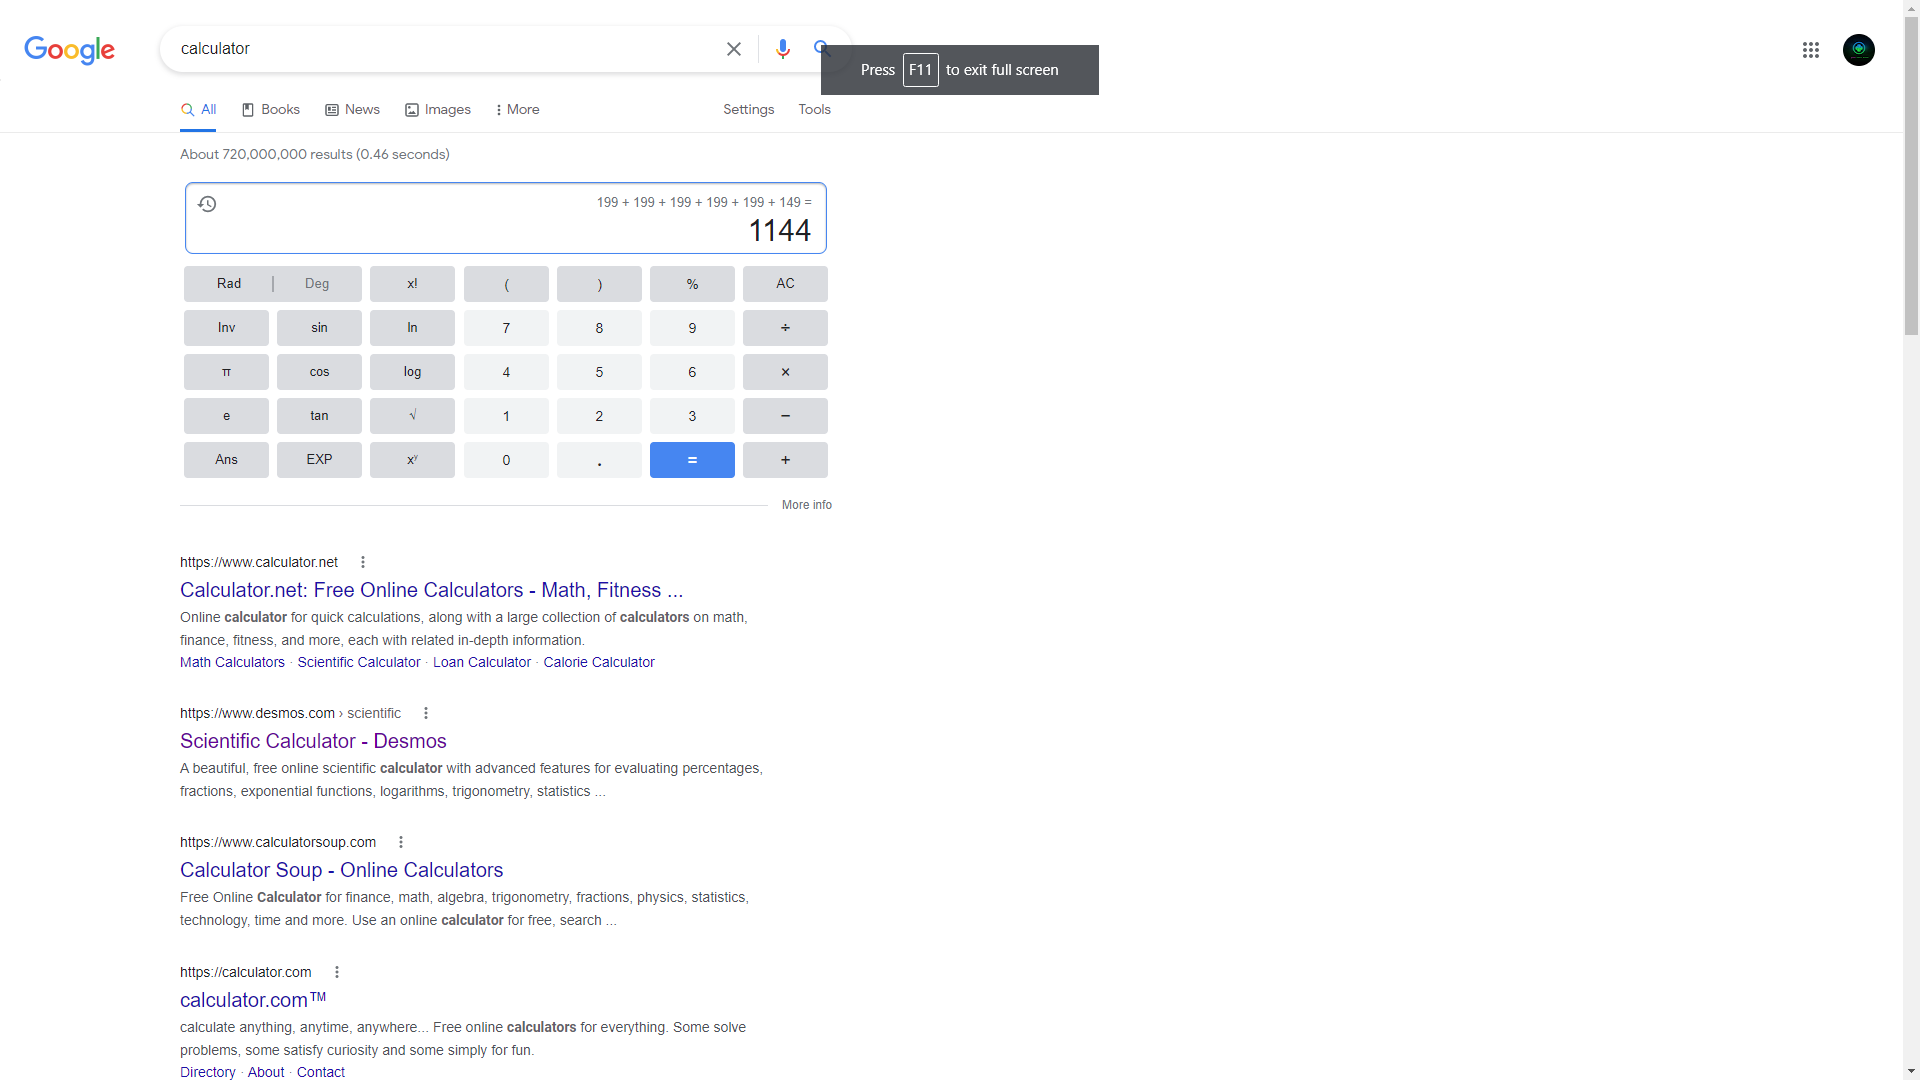 Google
calculator
Press F11 to exit full screen
All Books News Images More Settings Tools
About 720,000,000 results (0.46 seconds)
199 + 199 + 199 + 199 + 199 + 149 =
1144
Rad | Deg x! ( ) % AC
Inv sin ln 7 8 9 ÷
π cos log 4 5 6 ×
e tan √ 1 2 3 −
Ans EXP xʸ 0 . = +
More info
https://www.calculator.net
Calculator.net: Free Online Calculators - Math, Fitness ...
Online calculator for quick calculations, along with a large collection of calculators on math,
finance, fitness, and more, each with related in-depth information.
Math Calculators · Scientific Calculator · Loan Calculator · Calorie Calculator
https://www.desmos.com › scientific
Scientific Calculator - Desmos
A beautiful, free online scientific calculator with advanced features for evaluating percentages,
fractions, exponential functions, logarithms, trigonometry, statistics ...
https://www.calculatorsoup.com
Calculator Soup - Online Calculators
Free Online Calculator for finance, math, algebra, trigonometry, fractions, physics, statistics,
technology, time and more. Use an online calculator for free, search ...
https://calculator.com
calculator.com™
calculate anything, anytime, anywhere... Free online calculators for everything. Some solve
problems, some satisfy curiosity and some simply for fun.
Directory · About · Contact